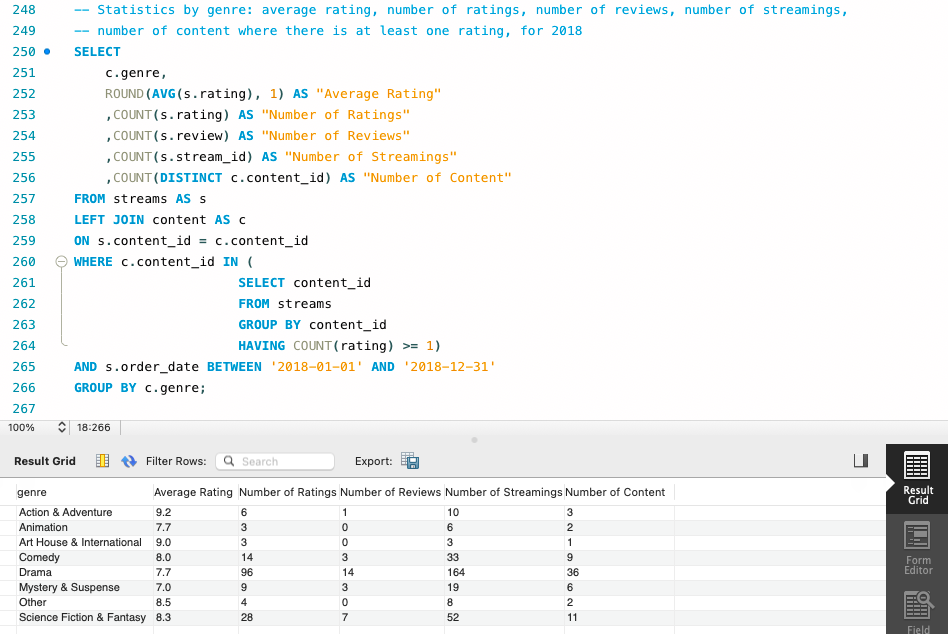 248 -- Statistics by genre: average rating, number of ratings, number of reviews, number of streamings,
249 -- number of content where there is at least one rating, for 2018
250 SELECT
251 c.genre,
252 ROUND(AVG(s.rating), 1) AS "Average Rating"
253 ,COUNT(s.rating) AS "Number of Ratings"
254 ,COUNT(s.review) AS "Number of Reviews"
255 ,COUNT(s.stream_id) AS "Number of Streamings"
256 ,COUNT(DISTINCT c.content_id) AS "Number of Content"
257 FROM streams AS s
258 LEFT JOIN content AS c
259 ON s.content_id = c.content_id
260 WHERE c.content_id IN (
261 SELECT content_id
262 FROM streams
263 GROUP BY content_id
264 HAVING COUNT(rating) >= 1)
265 AND s.order_date BETWEEN '2018-01-01' AND '2018-12-31'
266 GROUP BY c.genre;
267
100% 18:266
Result Grid Filter Rows: Search Export:
genre Average Rating Number of Ratings Number of Reviews Number of Streamings Number of Content
Action & Adventure 9.2 6 1 10 3
Animation 7.7 3 0 6 2
Art House & International 9.0 3 0 3 1
Comedy 8.0 14 3 33 9
Drama 7.7 96 14 164 36
Mystery & Suspense 7.0 9 3 19 6
Other 8.5 4 0 8 2
Science Fiction & Fantasy 8.3 28 7 52 11
Result
Grid
Form
Editor
Field